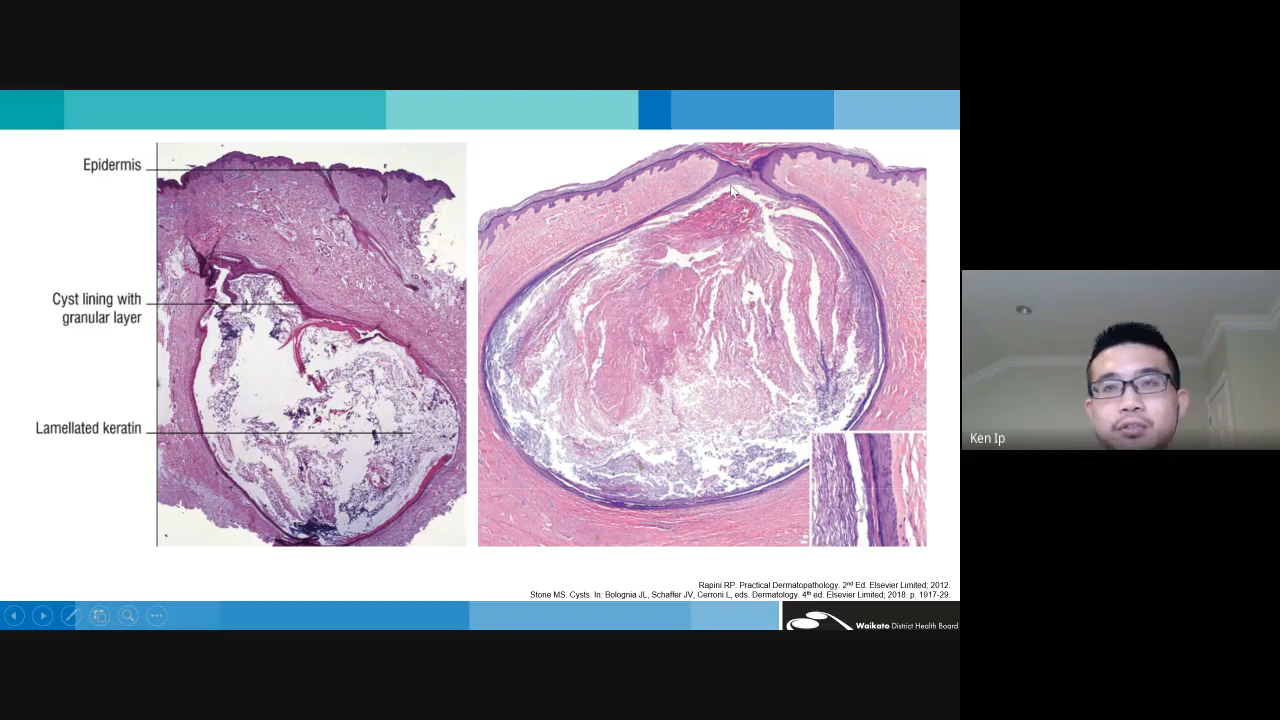 Epidermis
Cyst lining with
granular layer
Lamellated keratin
Rapini RP. Practical Dermatopathology. 2nd Ed. Elsevier Limited; 2012.
Stone MS. Cysts. In: Bolognia JL, Schaffer JV, Cerroni L, eds. Dermatology. 4th ed. Elsevier Limited; 2018. p. 1917-29.
Waikato District Health Board
Ken Ip